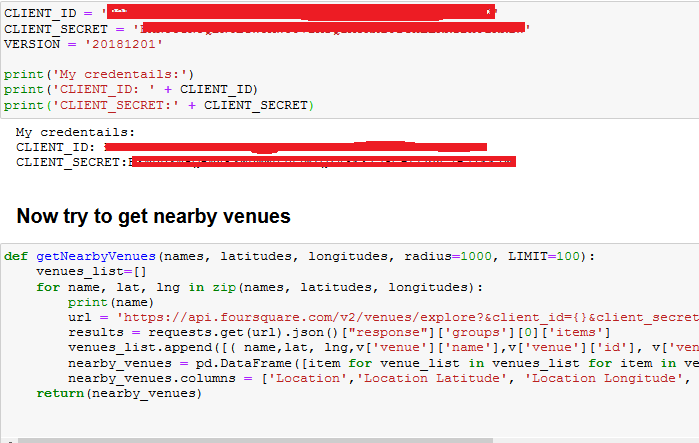 CLIENT_ID = '
CLIENT_SECRET = '
VERSION = '20181201'
print('My credentails:')
print('CLIENT_ID: ' + CLIENT_ID)
print('CLIENT_SECRET:' + CLIENT_SECRET)
My credentails:
CLIENT_ID:
CLIENT_SECRET:
Now try to get nearby venues
def getNearbyVenues(names, latitudes, longitudes, radius=1000, LIMIT=100):
    venues_list=[]
    for name, lat, lng in zip(names, latitudes, longitudes):
        print(name)
        url = 'https://api.foursquare.com/v2/venues/explore?&client_id={}&client_secret
        results = requests.get(url).json()["response"]['groups'][0]['items']
        venues_list.append([( name,lat, lng,v['venue']['name'],v['venue']['id'], v['ven
        nearby_venues = pd.DataFrame([item for venue_list in venues_list for item in ve
        nearby_venues.columns = ['Location','Location Latitude', 'Location Longitude',
    return(nearby_venues)